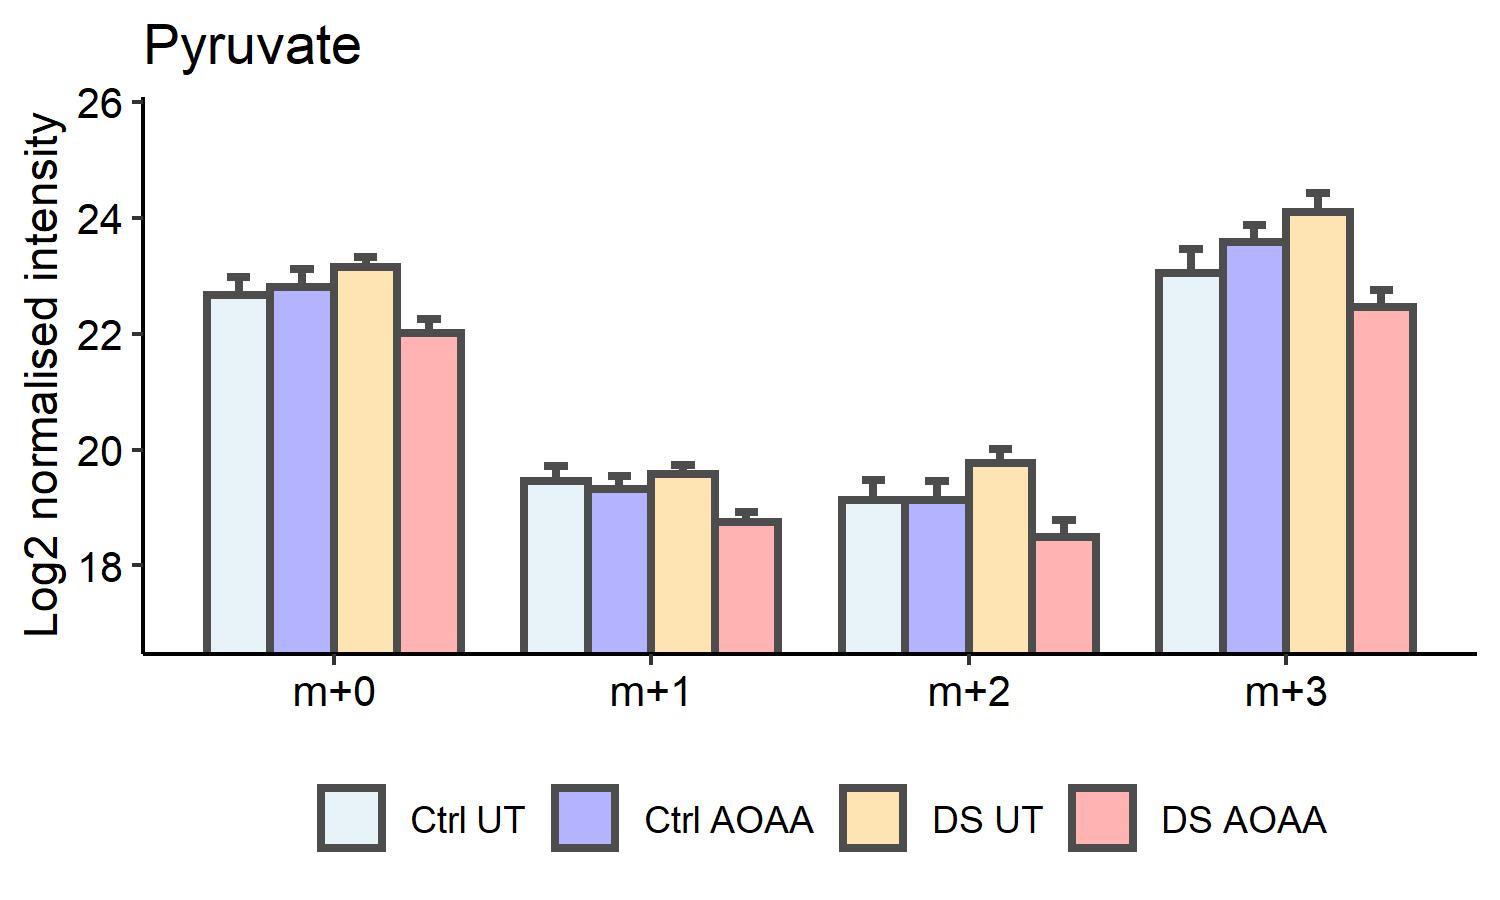 Pyruvate
Log2 normalised intensity
26
24
22
20
18
m+0 m+1 m+2 m+3
Ctrl UT Ctrl AOAA DS UT DS AOAA